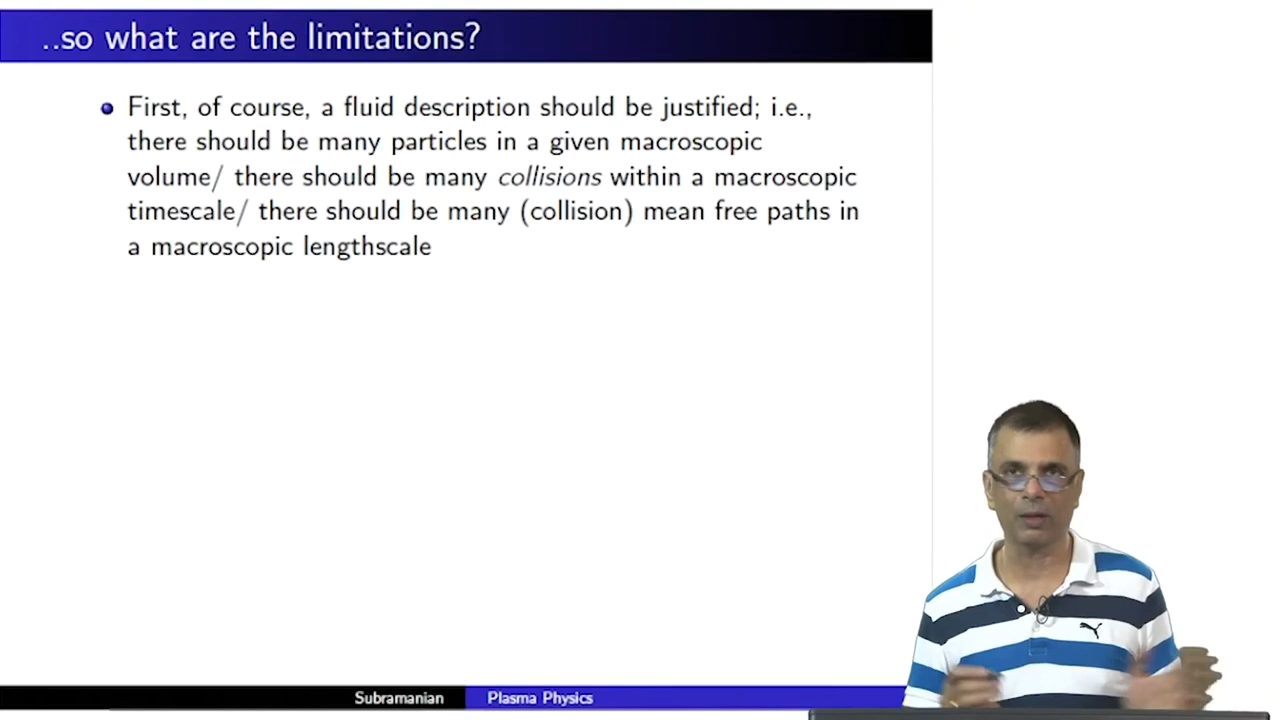 ..so what are the limitations?
First, of course, a fluid description should be justified; i.e.,
there should be many particles in a given macroscopic
volume/ there should be many collisions within a macroscopic
timescale/ there should be many (collision) mean free paths in
a macroscopic lengthscale
Subramanian Plasma Physics